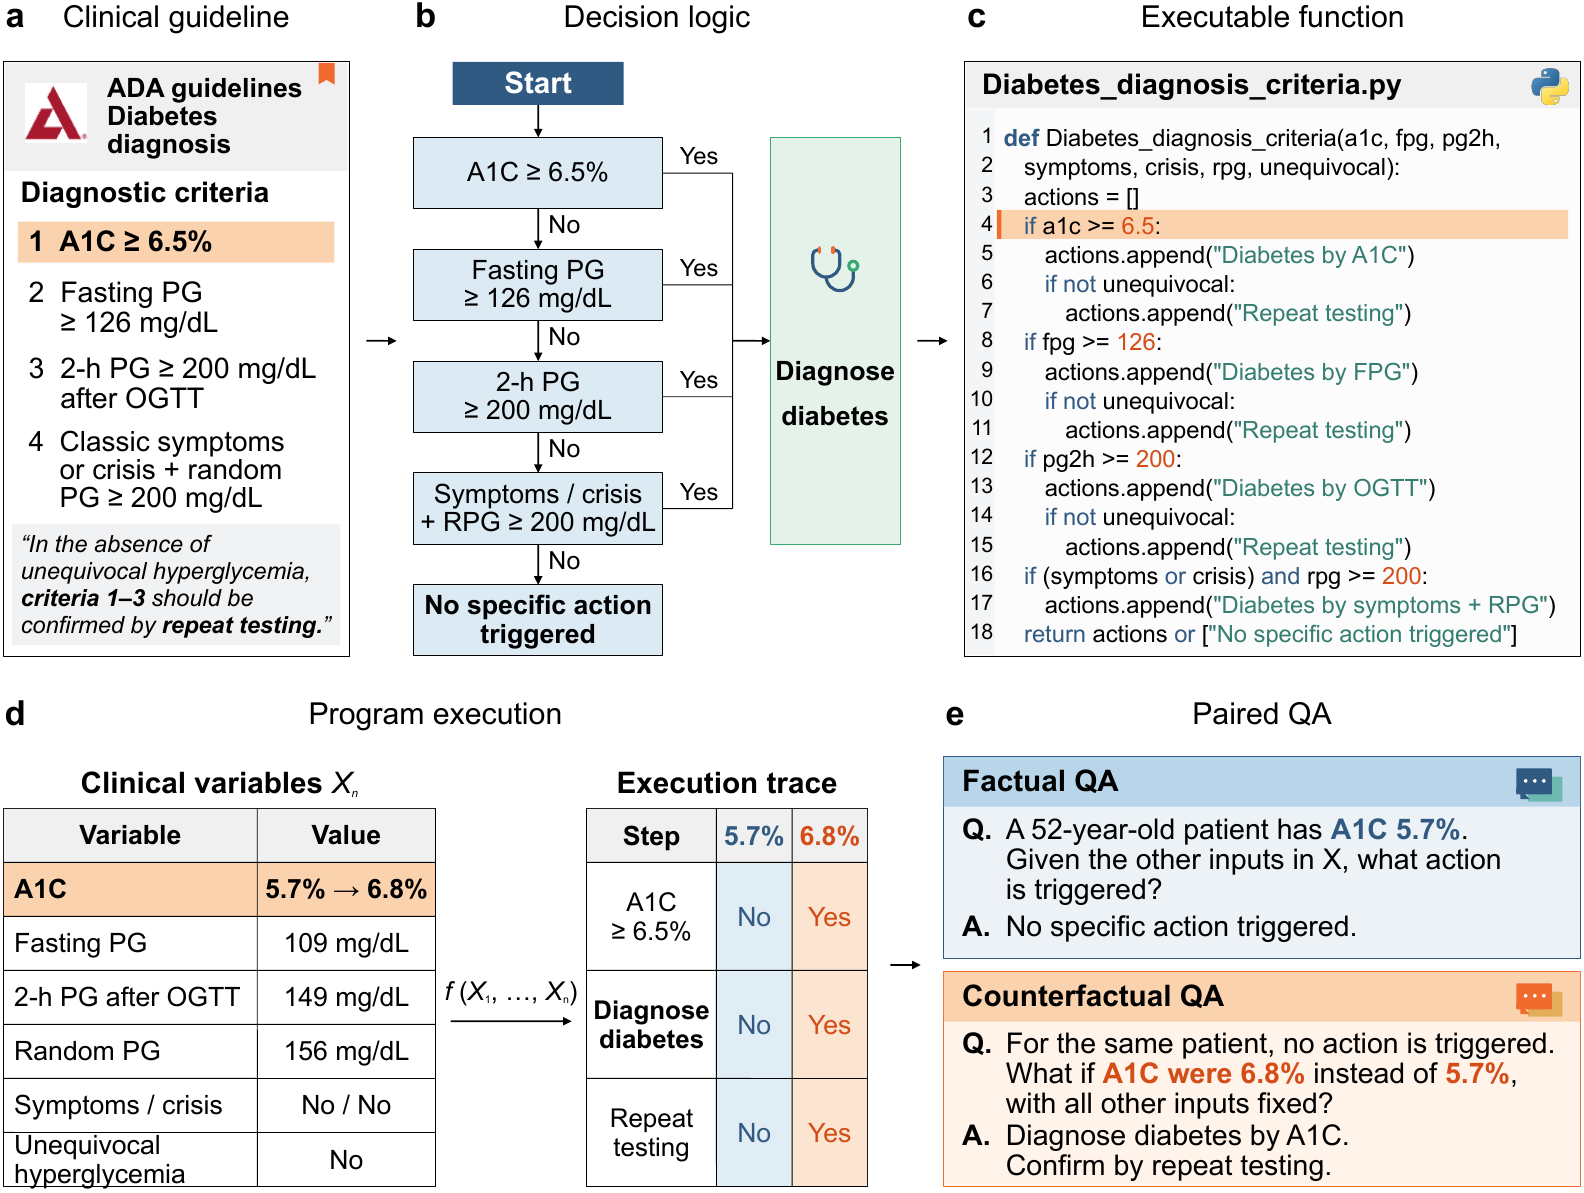 a Clinical guideline
ADA guidelines
Diabetes
diagnosis
Diagnostic criteria
1 A1C ≥ 6.5%
2 Fasting PG
≥ 126 mg/dL
3 2-h PG ≥ 200 mg/dL
after OGTT
4 Classic symptoms
or crisis + random
PG ≥ 200 mg/dL
“In the absence of
unequivocal hyperglycemia,
criteria 1–3 should be
confirmed by repeat testing.”
b Decision logic
Start
A1C ≥ 6.5%
Yes
No
Fasting PG
≥ 126 mg/dL
Yes
No
2-h PG
≥ 200 mg/dL
Yes
No
Symptoms / crisis
+ RPG ≥ 200 mg/dL
Yes
No
No specific action
triggered
Diagnose
diabetes
c Executable function
Diabetes_diagnosis_criteria.py
1 def Diabetes_diagnosis_criteria(a1c, fpg, pg2h,
2 symptoms, crisis, rpg, unequivocal):
3 actions = []
4 if a1c >= 6.5:
5 actions.append("Diabetes by A1C")
6 if not unequivocal:
7 actions.append("Repeat testing")
8 if fpg >= 126:
9 actions.append("Diabetes by FPG")
10 if not unequivocal:
11 actions.append("Repeat testing")
12 if pg2h >= 200:
13 actions.append("Diabetes by OGTT")
14 if not unequivocal:
15 actions.append("Repeat testing")
16 if (symptoms or crisis) and rpg >= 200:
17 actions.append("Diabetes by symptoms + RPG")
18 return actions or ["No specific action triggered"]
d Program execution
Clinical variables Xn
Variable Value
A1C 5.7% → 6.8%
Fasting PG 109 mg/dL
2-h PG after OGTT 149 mg/dL
Random PG 156 mg/dL
Symptoms / crisis No / No
Unequivocal
hyperglycemia No
f (X1, …, Xn)
Execution trace
Step 5.7% 6.8%
A1C
≥ 6.5% No Yes
Diagnose
diabetes No Yes
Repeat
testing No Yes
e Paired QA
Factual QA
Q. A 52-year-old patient has A1C 5.7%.
Given the other inputs in X, what action
is triggered?
A. No specific action triggered.
Counterfactual QA
Q. For the same patient, no action is triggered.
What if A1C were 6.8% instead of 5.7%,
with all other inputs fixed?
A. Diagnose diabetes by A1C.
Confirm by repeat testing.